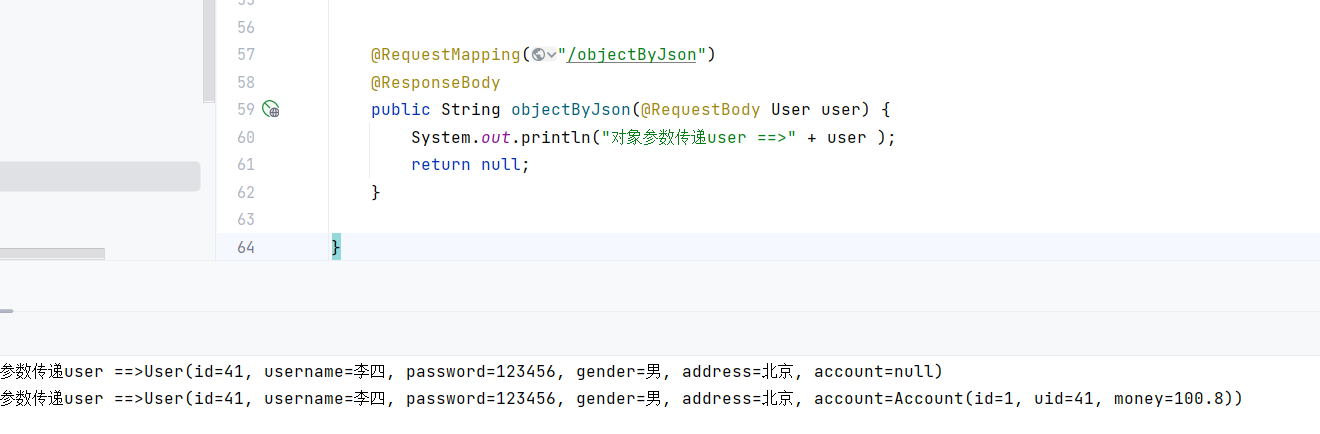 56
57 @RequestMapping("/objectByJson")
58 @ResponseBody
59 public String objectByJson(@RequestBody User user) {
60 System.out.println("对象参数传递user ==>" + user );
61 return null;
62 }
63
64 }
参数传递user ==>User(id=41, username=李四, password=123456, gender=男, address=北京, account=null)
参数传递user ==>User(id=41, username=李四, password=123456, gender=男, address=北京, account=Account(id=1, uid=41, money=100.8))